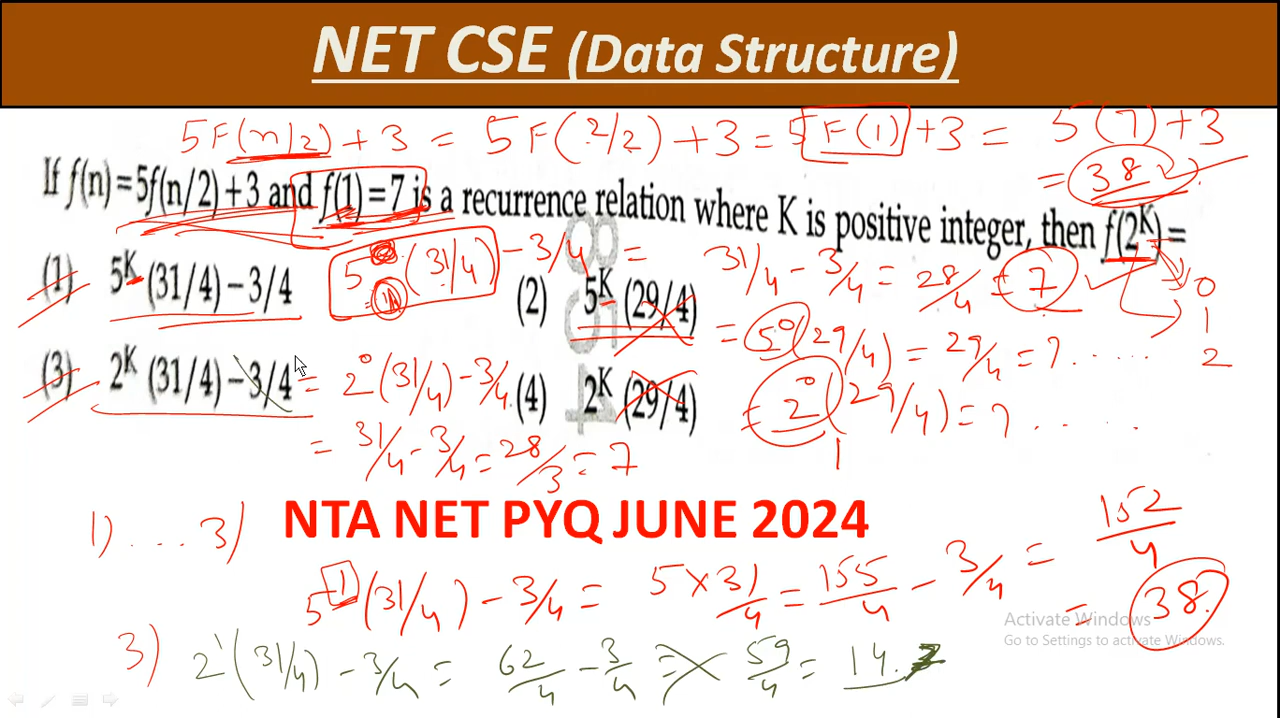 NET CSE (Data Structure)
5F(n/2) + 3 = 5F(2/2) + 3 = 5 F(1) + 3 = 5(7) + 3
= 38
If f(n) = 5f(n/2) + 3 and f(1) = 7 is a recurrence relation where K is positive integer, then f(2^K) =
(1) 5^K (31/4) – 3/4
5 (31/4) - 3/4 = 31/4 - 3/4 = 28/4 = 7
0
1
2
(2) 5^K (29/4)
= 5^0 (29/4) = 29/4 = ? ......
(3) 2^K (31/4) – 3/4
= 2^0 (31/4) - 3/4
= 31/4 - 3/4 = 28/3 = 7
(4) 2^K (29/4)
= 2^0 (29/4) = ? .....
1
NTA NET PYQ JUNE 2024
1) .... 3)
5^1 (31/4) - 3/4 = 5 × 31/4 = 155/4 - 3/4 = 152/4
= 38.
3) 2^1 (31/4) - 3/4 = 62/4 - 3/4 = 59/4 = 14.
Activate Windows
Go to Settings to activate Windows.